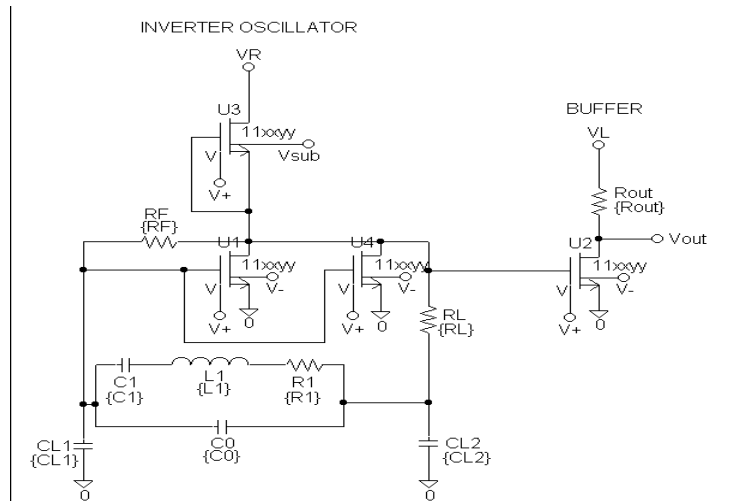 INVERTER OSCILLATOR
VR
U3
11xxyy
Vsub
V
V+
BUFFER
VL
Rout
{Rout}
Vout
RF
{RF}
U1
11xxyy
V-
V
V+
0
U4
11xxyy
V-
V
V+
0
U2
11xxyy
V-
V
V+
0
RL
{RL}
C1
{C1}
L1
{L1}
R1
{R1}
C0
{C0}
CL1
{CL1}
0
CL2
{CL2}
0